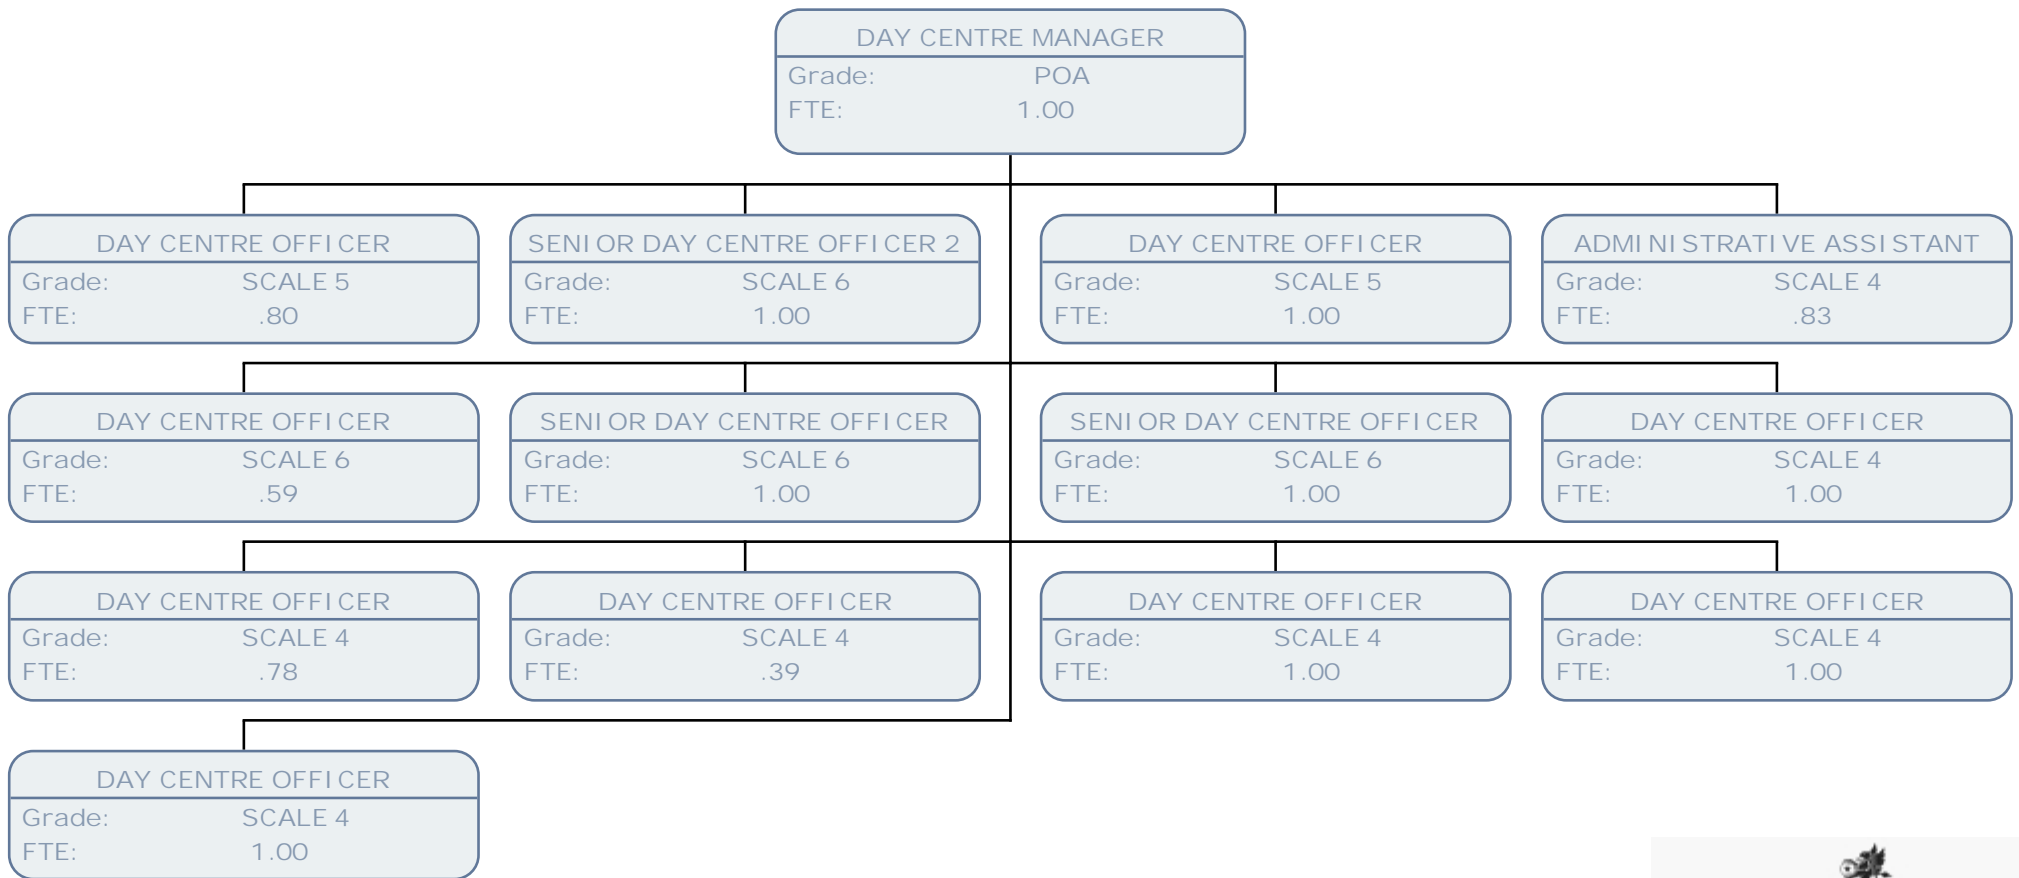 DAY CENTRE MANAGER
Grade: POA
FTE: 1.00
DAY CENTRE OFFICER
Grade: SCALE 5
FTE: .80
SENIOR DAY CENTRE OFFICER 2
Grade: SCALE 6
FTE: 1.00
DAY CENTRE OFFICER
Grade: SCALE 5
FTE: 1.00
ADMINISTRATIVE ASSISTANT
Grade: SCALE 4
FTE: .83
DAY CENTRE OFFICER
Grade: SCALE 6
FTE: .59
SENIOR DAY CENTRE OFFICER
Grade: SCALE 6
FTE: 1.00
SENIOR DAY CENTRE OFFICER
Grade: SCALE 6
FTE: 1.00
DAY CENTRE OFFICER
Grade: SCALE 4
FTE: 1.00
DAY CENTRE OFFICER
Grade: SCALE 4
FTE: .78
DAY CENTRE OFFICER
Grade: SCALE 4
FTE: .39
DAY CENTRE OFFICER
Grade: SCALE 4
FTE: 1.00
DAY CENTRE OFFICER
Grade: SCALE 4
FTE: 1.00
DAY CENTRE OFFICER
Grade: SCALE 4
FTE: 1.00